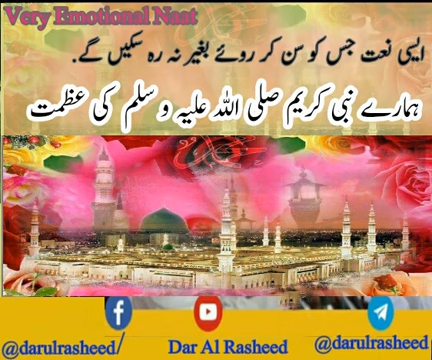 Very Emotional Naat
ایسی نعت جس کو سن کر روئے بغیر نہ رہ سکیں گے.
ہمارے نبی کریم صلی اللہ علیہ و سلم کی عظمت
@darulrasheed/
Dar Al Rasheed
@darulrasheed